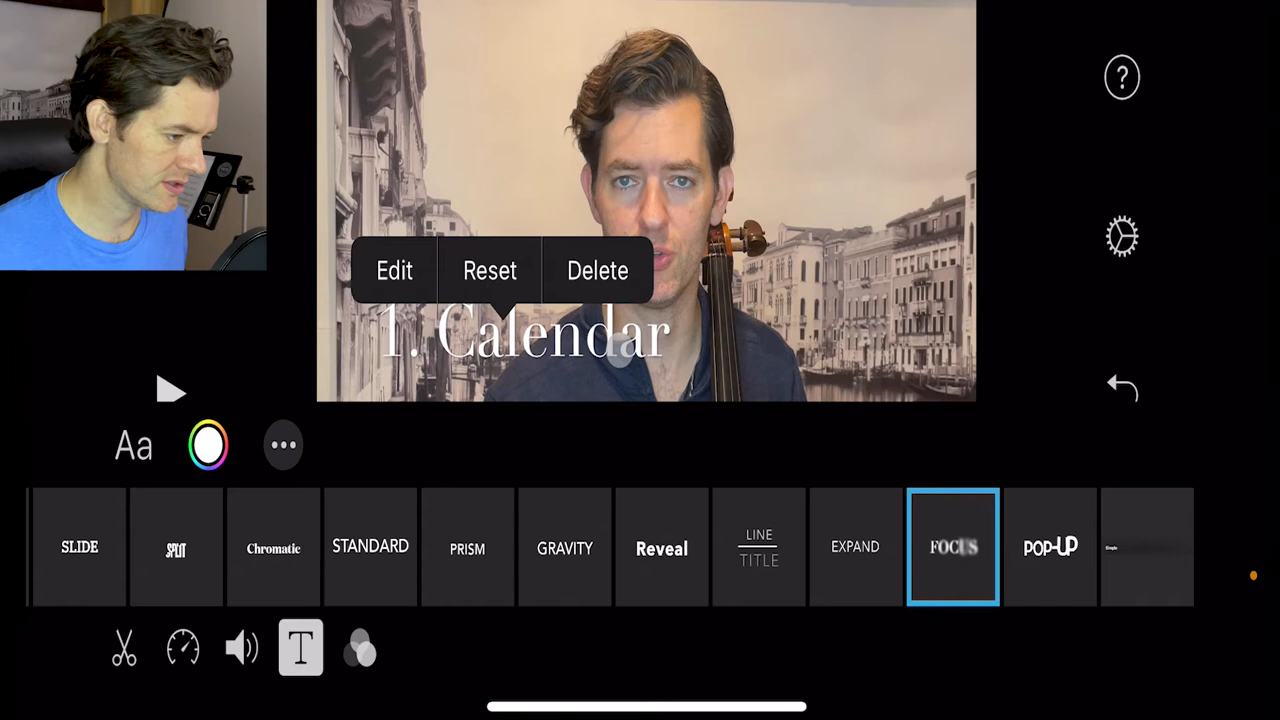 ?
Edit Reset Delete
1. Calendar
Aa
SLIDE SPLIT Chromatic STANDARD PRISM GRAVITY Reveal LINE TITLE EXPAND FOCUS POP-UP Simple
T